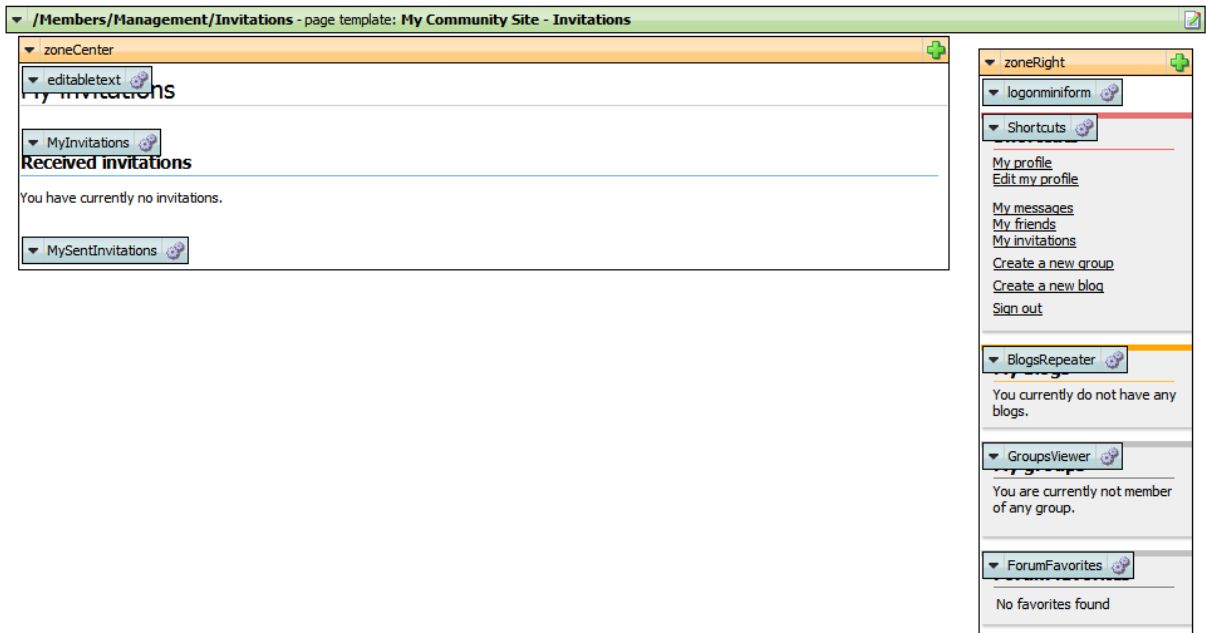 /Members/Management/Invitations - page template: My Community Site - Invitations
zoneCenter
editabletext
My Invitations
MyInvitations
Received invitations
You have currently no invitations.
MySentInvitations
zoneRight
logonminiform
Shortcuts
My profile
Edit my profile
My messages
My friends
My invitations
Create a new group
Create a new blog
Sign out
BlogsRepeater
You currently do not have any
blogs.
GroupsViewer
You are currently not member
of any group.
ForumFavorites
No favorites found